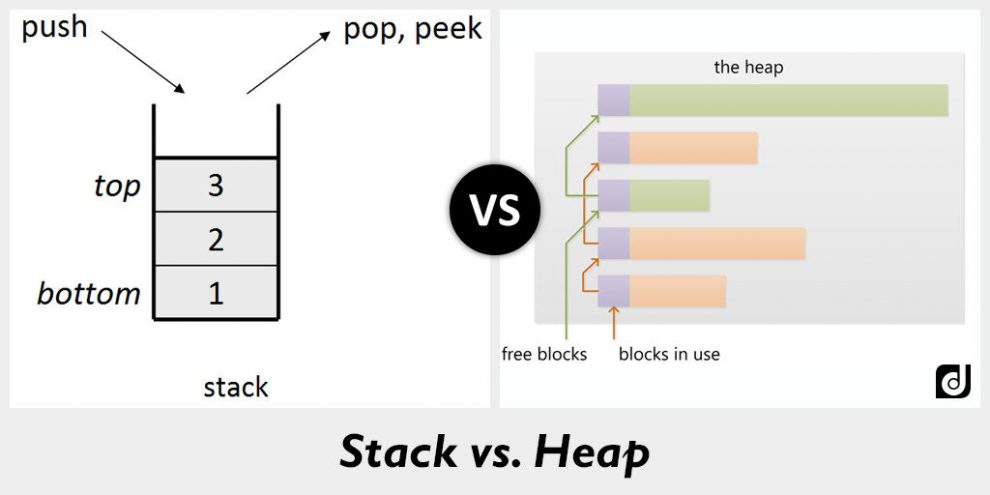 push
pop, peek
top
3
2
bottom
1
stack
VS
the heap
free blocks
blocks in use
d
Stack vs. Heap